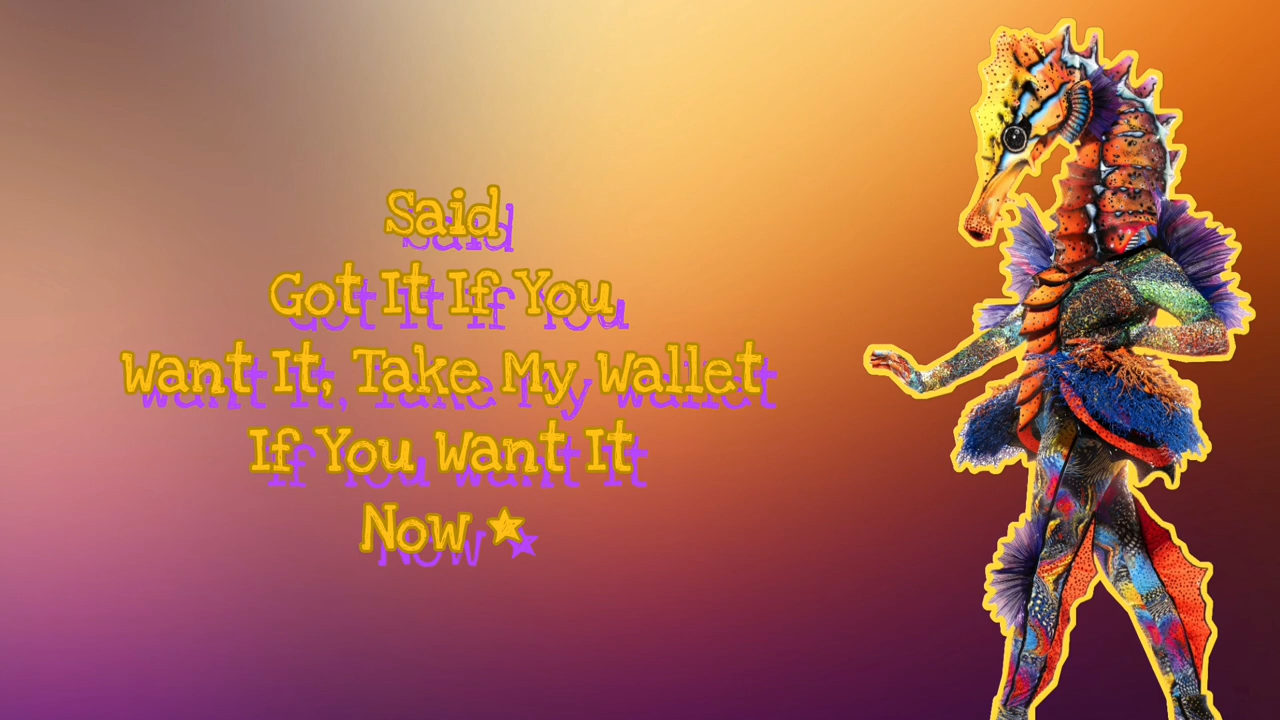 Said
Got It If You
Want It, Take My Wallet
If You Want It
Now ★